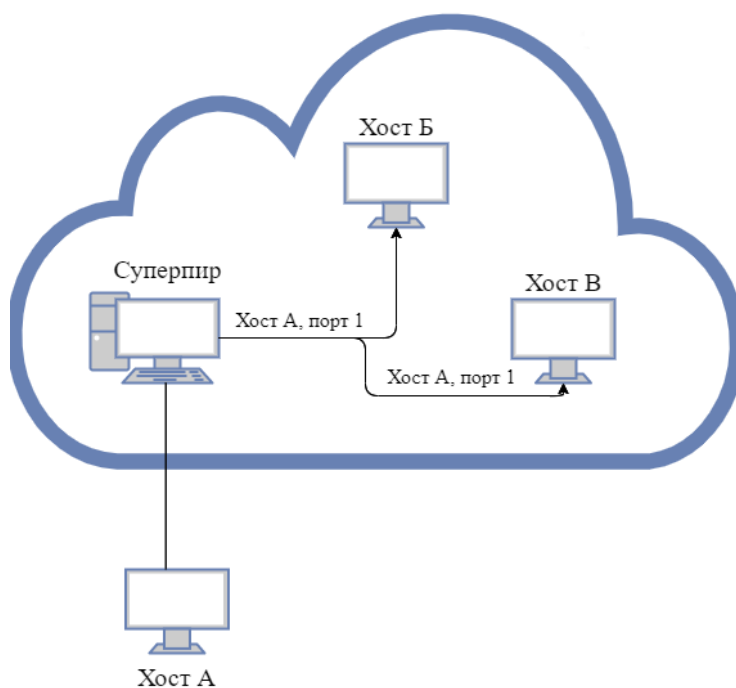 Хост Б
Суперпир
Хост В
Хост А, порт 1
Хост А, порт 1
Хост А